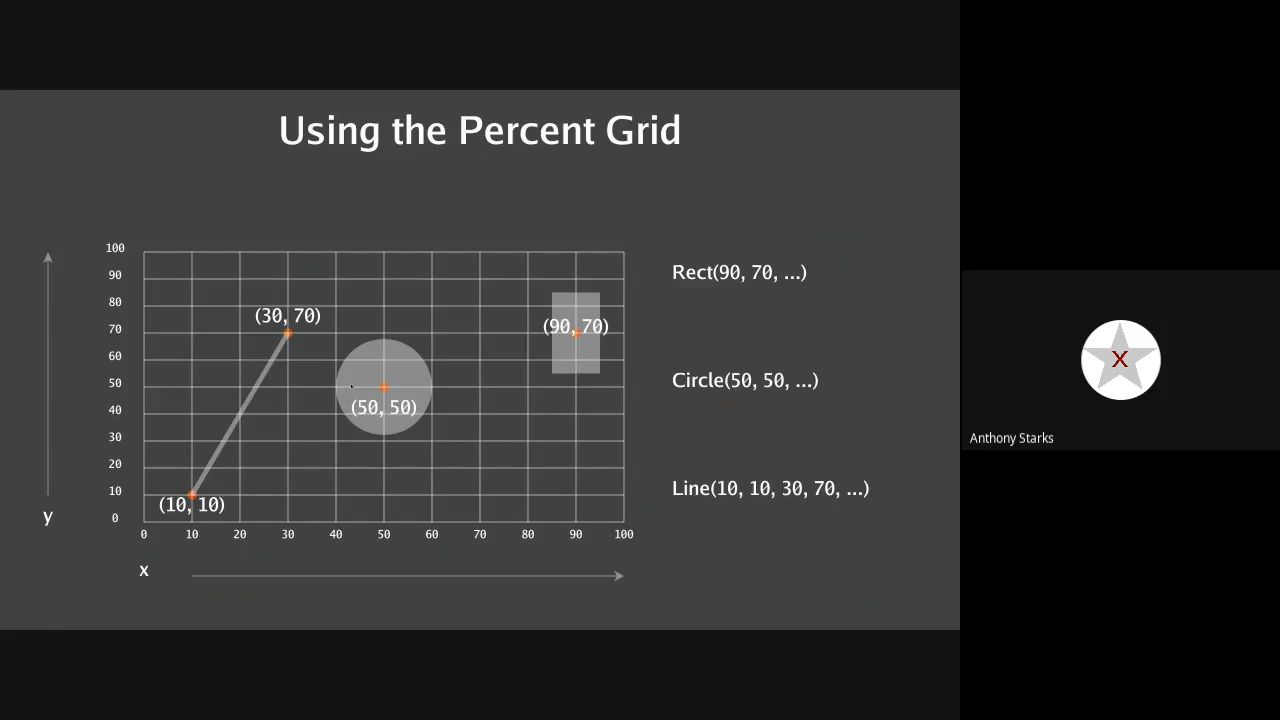 Using the Percent Grid
100
90
80
70
60
50
40
30
20
10
0
(30, 70)
(90, 70)
(50, 50)
(10, 10)
0 10 20 30 40 50 60 70 80 90 100
y
x
Rect(90, 70, ...)
Circle(50, 50, ...)
Line(10, 10, 30, 70, ...)
X
Anthony Starks